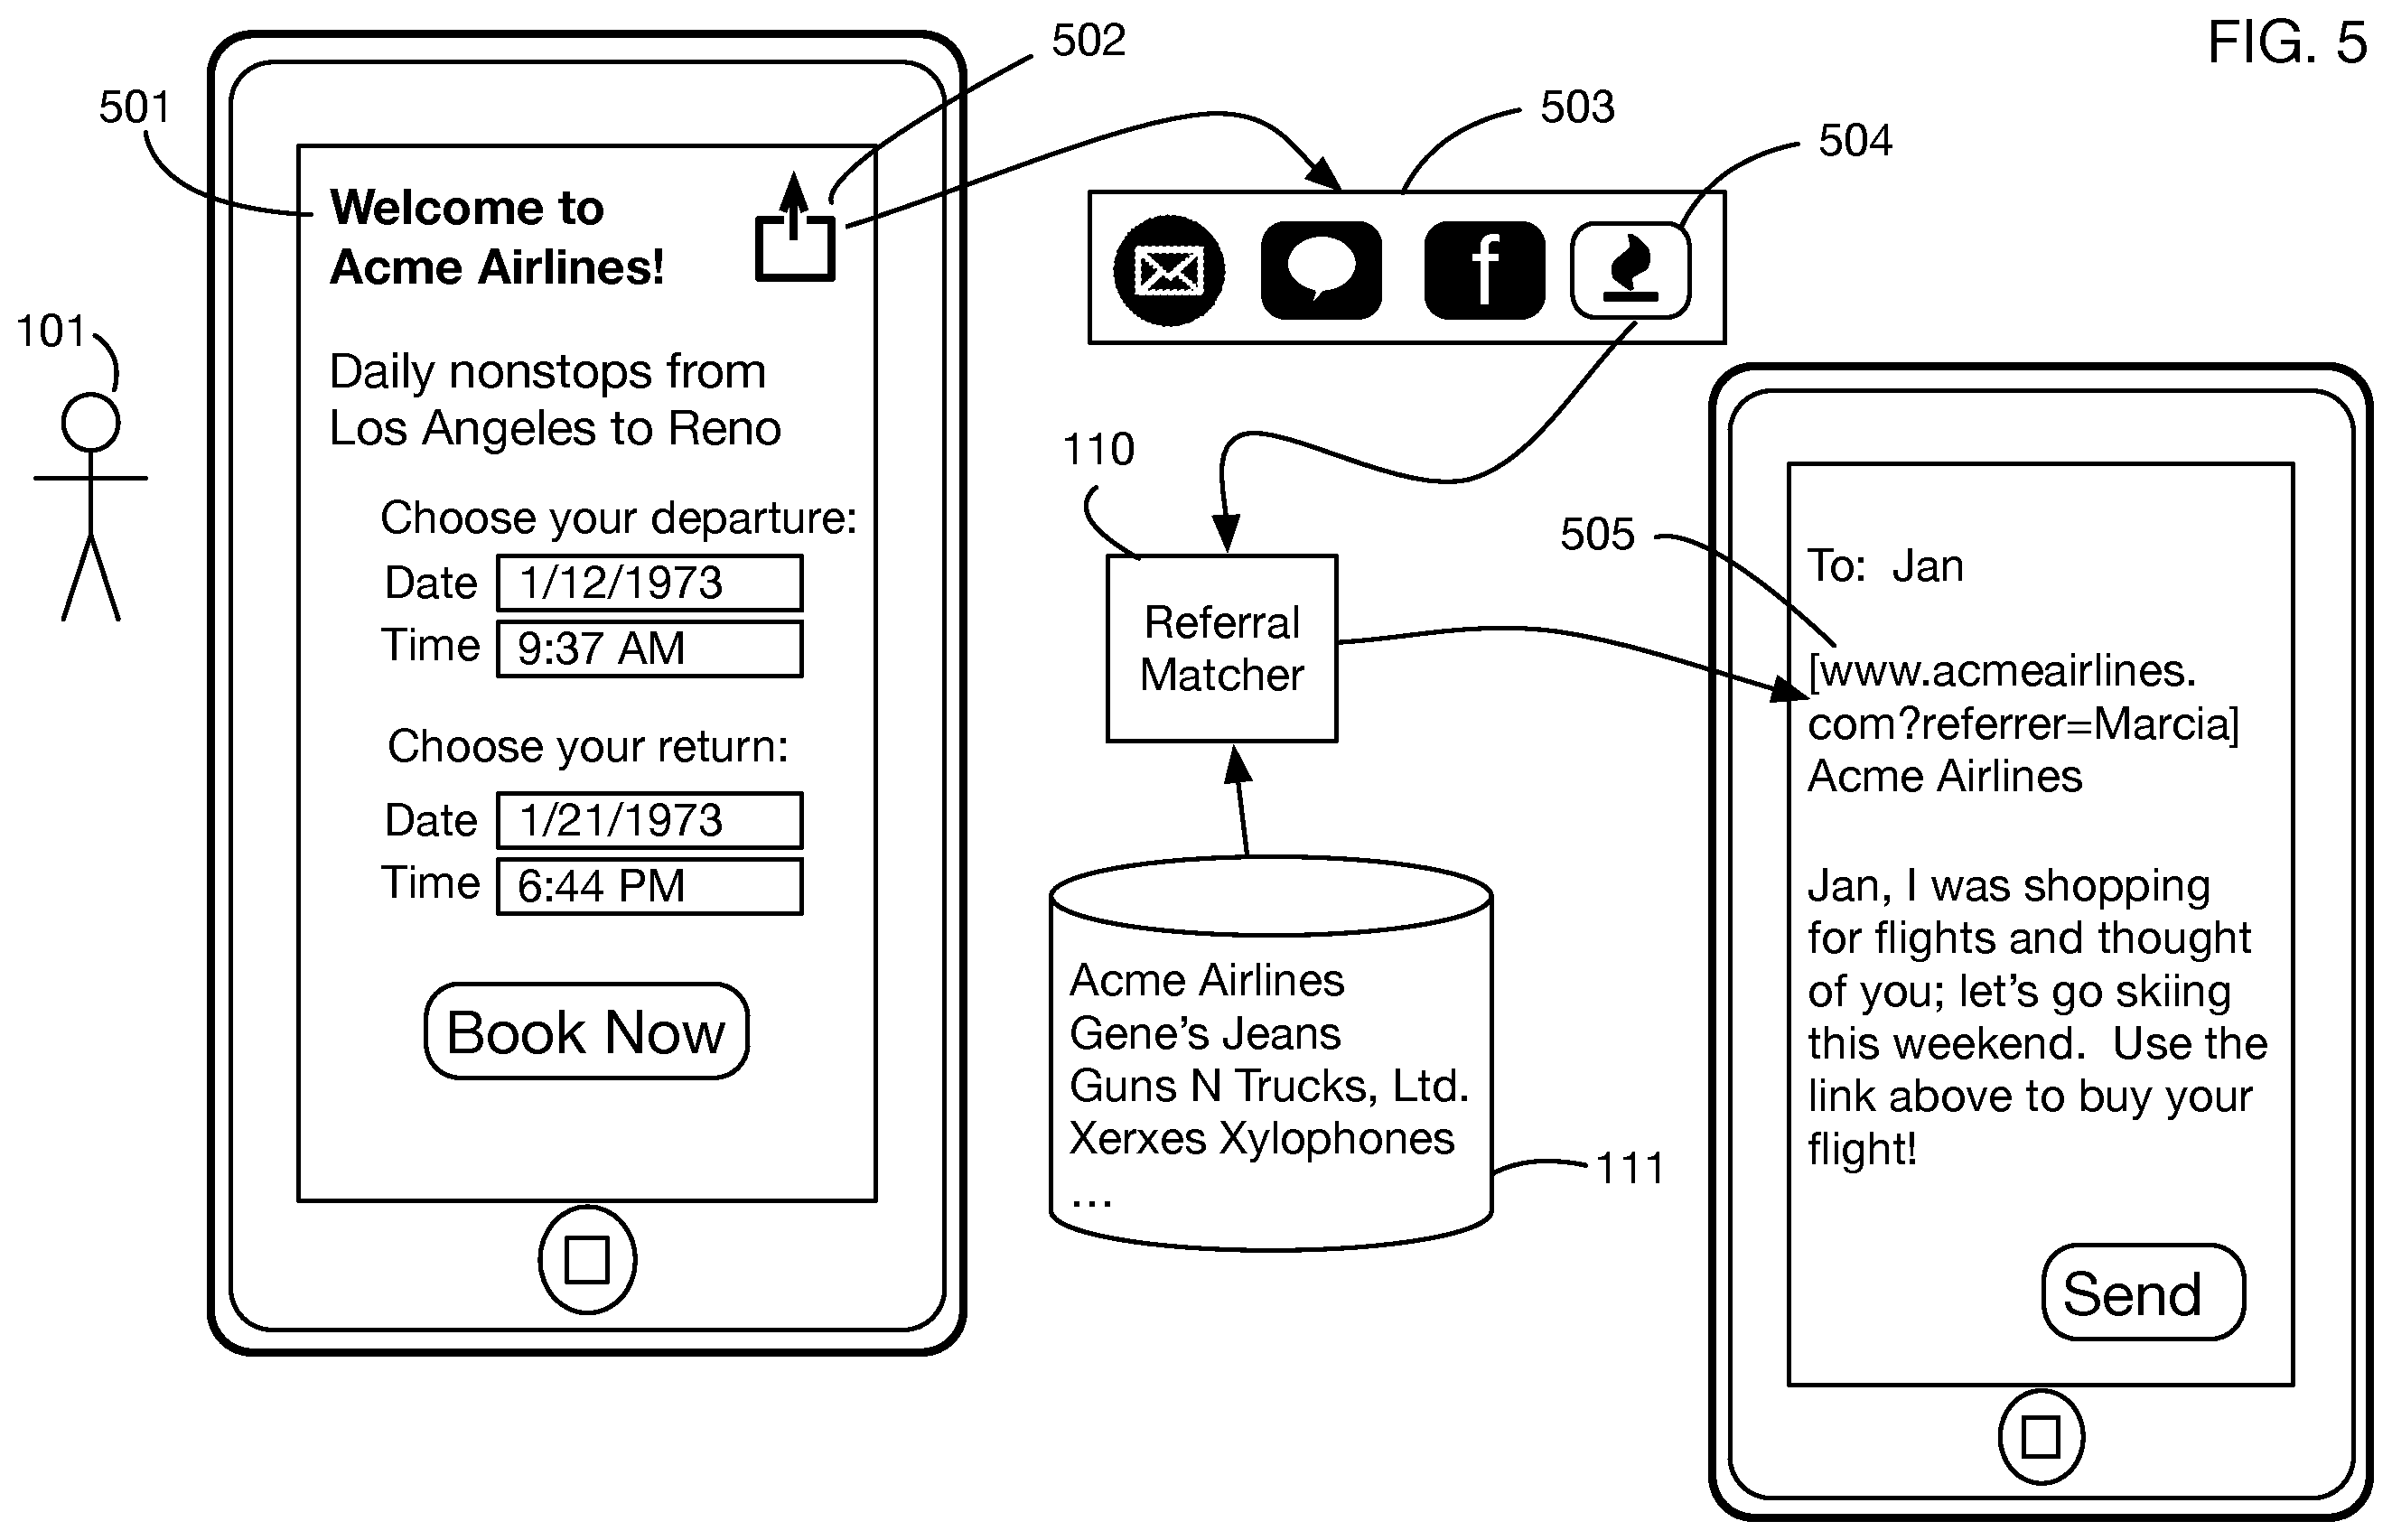 FIG. 5
502
501
503
504
Welcome to
Acme Airlines!
101
Daily nonstops from
Los Angeles to Reno
Choose your departure:
Date 1/12/1973
Time 9:37 AM
Choose your return:
Date 1/21/1973
Time 6:44 PM
Book Now
f
110
Referral
Matcher
Acme Airlines
Gene's Jeans
Guns N Trucks, Ltd.
Xerxes Xylophones
...
111
505
To: Jan
[www.acmeairlines.
com?referrer=Marcia]
Acme Airlines
Jan, I was shopping
for flights and thought
of you; let's go skiing
this weekend. Use the
link above to buy your
flight!
Send